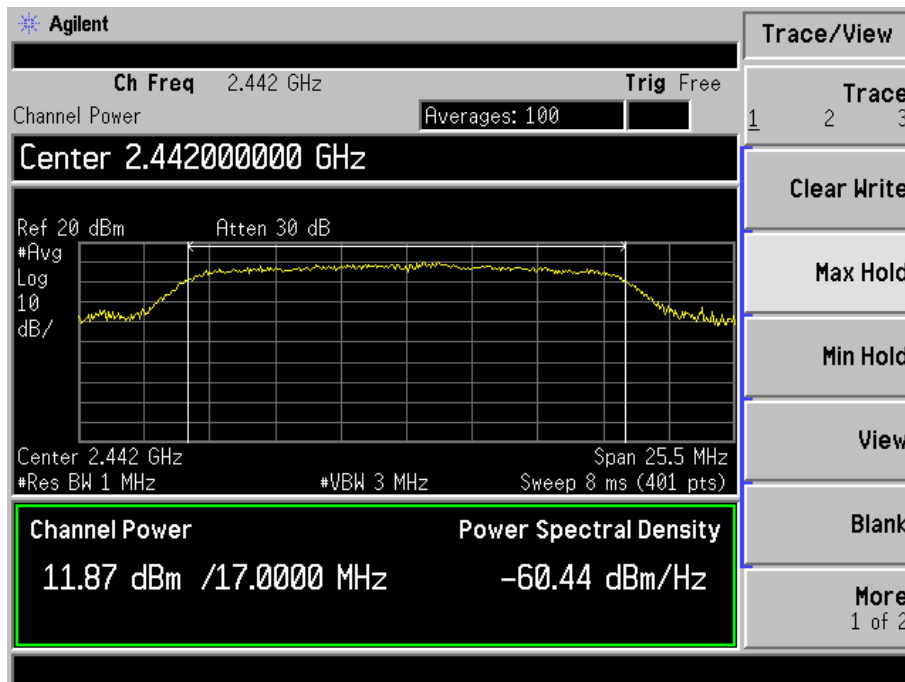 Agilent
Ch Freq 2.442 GHz Trig Free
Channel Power Averages: 100
Center 2.442000000 GHz
Ref 20 dBm Atten 30 dB
#Avg
Log
10
dB/
Center 2.442 GHz Span 25.5 MHz
#Res BW 1 MHz #VBW 3 MHz Sweep 8 ms (401 pts)
Channel Power Power Spectral Density
11.87 dBm /17.0000 MHz -60.44 dBm/Hz
Trace/View
Trace
1 2 3
Clear Write
Max Hold
Min Hold
View
Blank
More
1 of 2